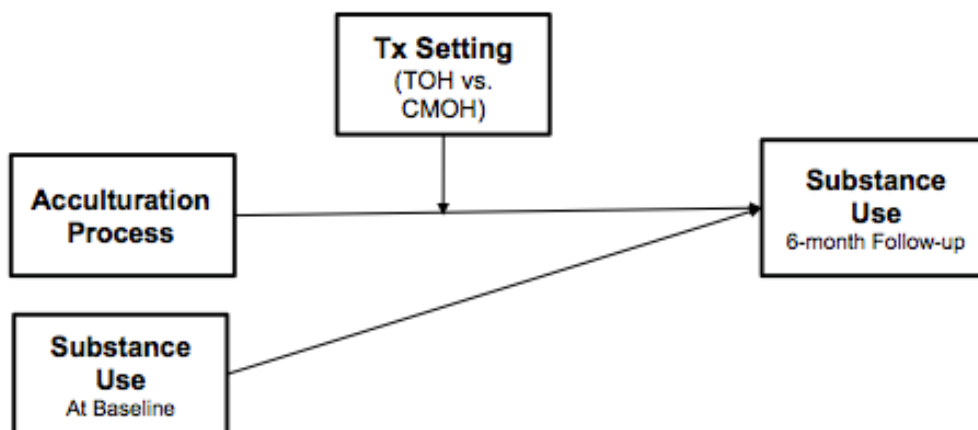 Tx Setting
(TOH vs.
CMOH)
Acculturation
Process
Substance
Use
6-month Follow-up
Substance
Use
At Baseline